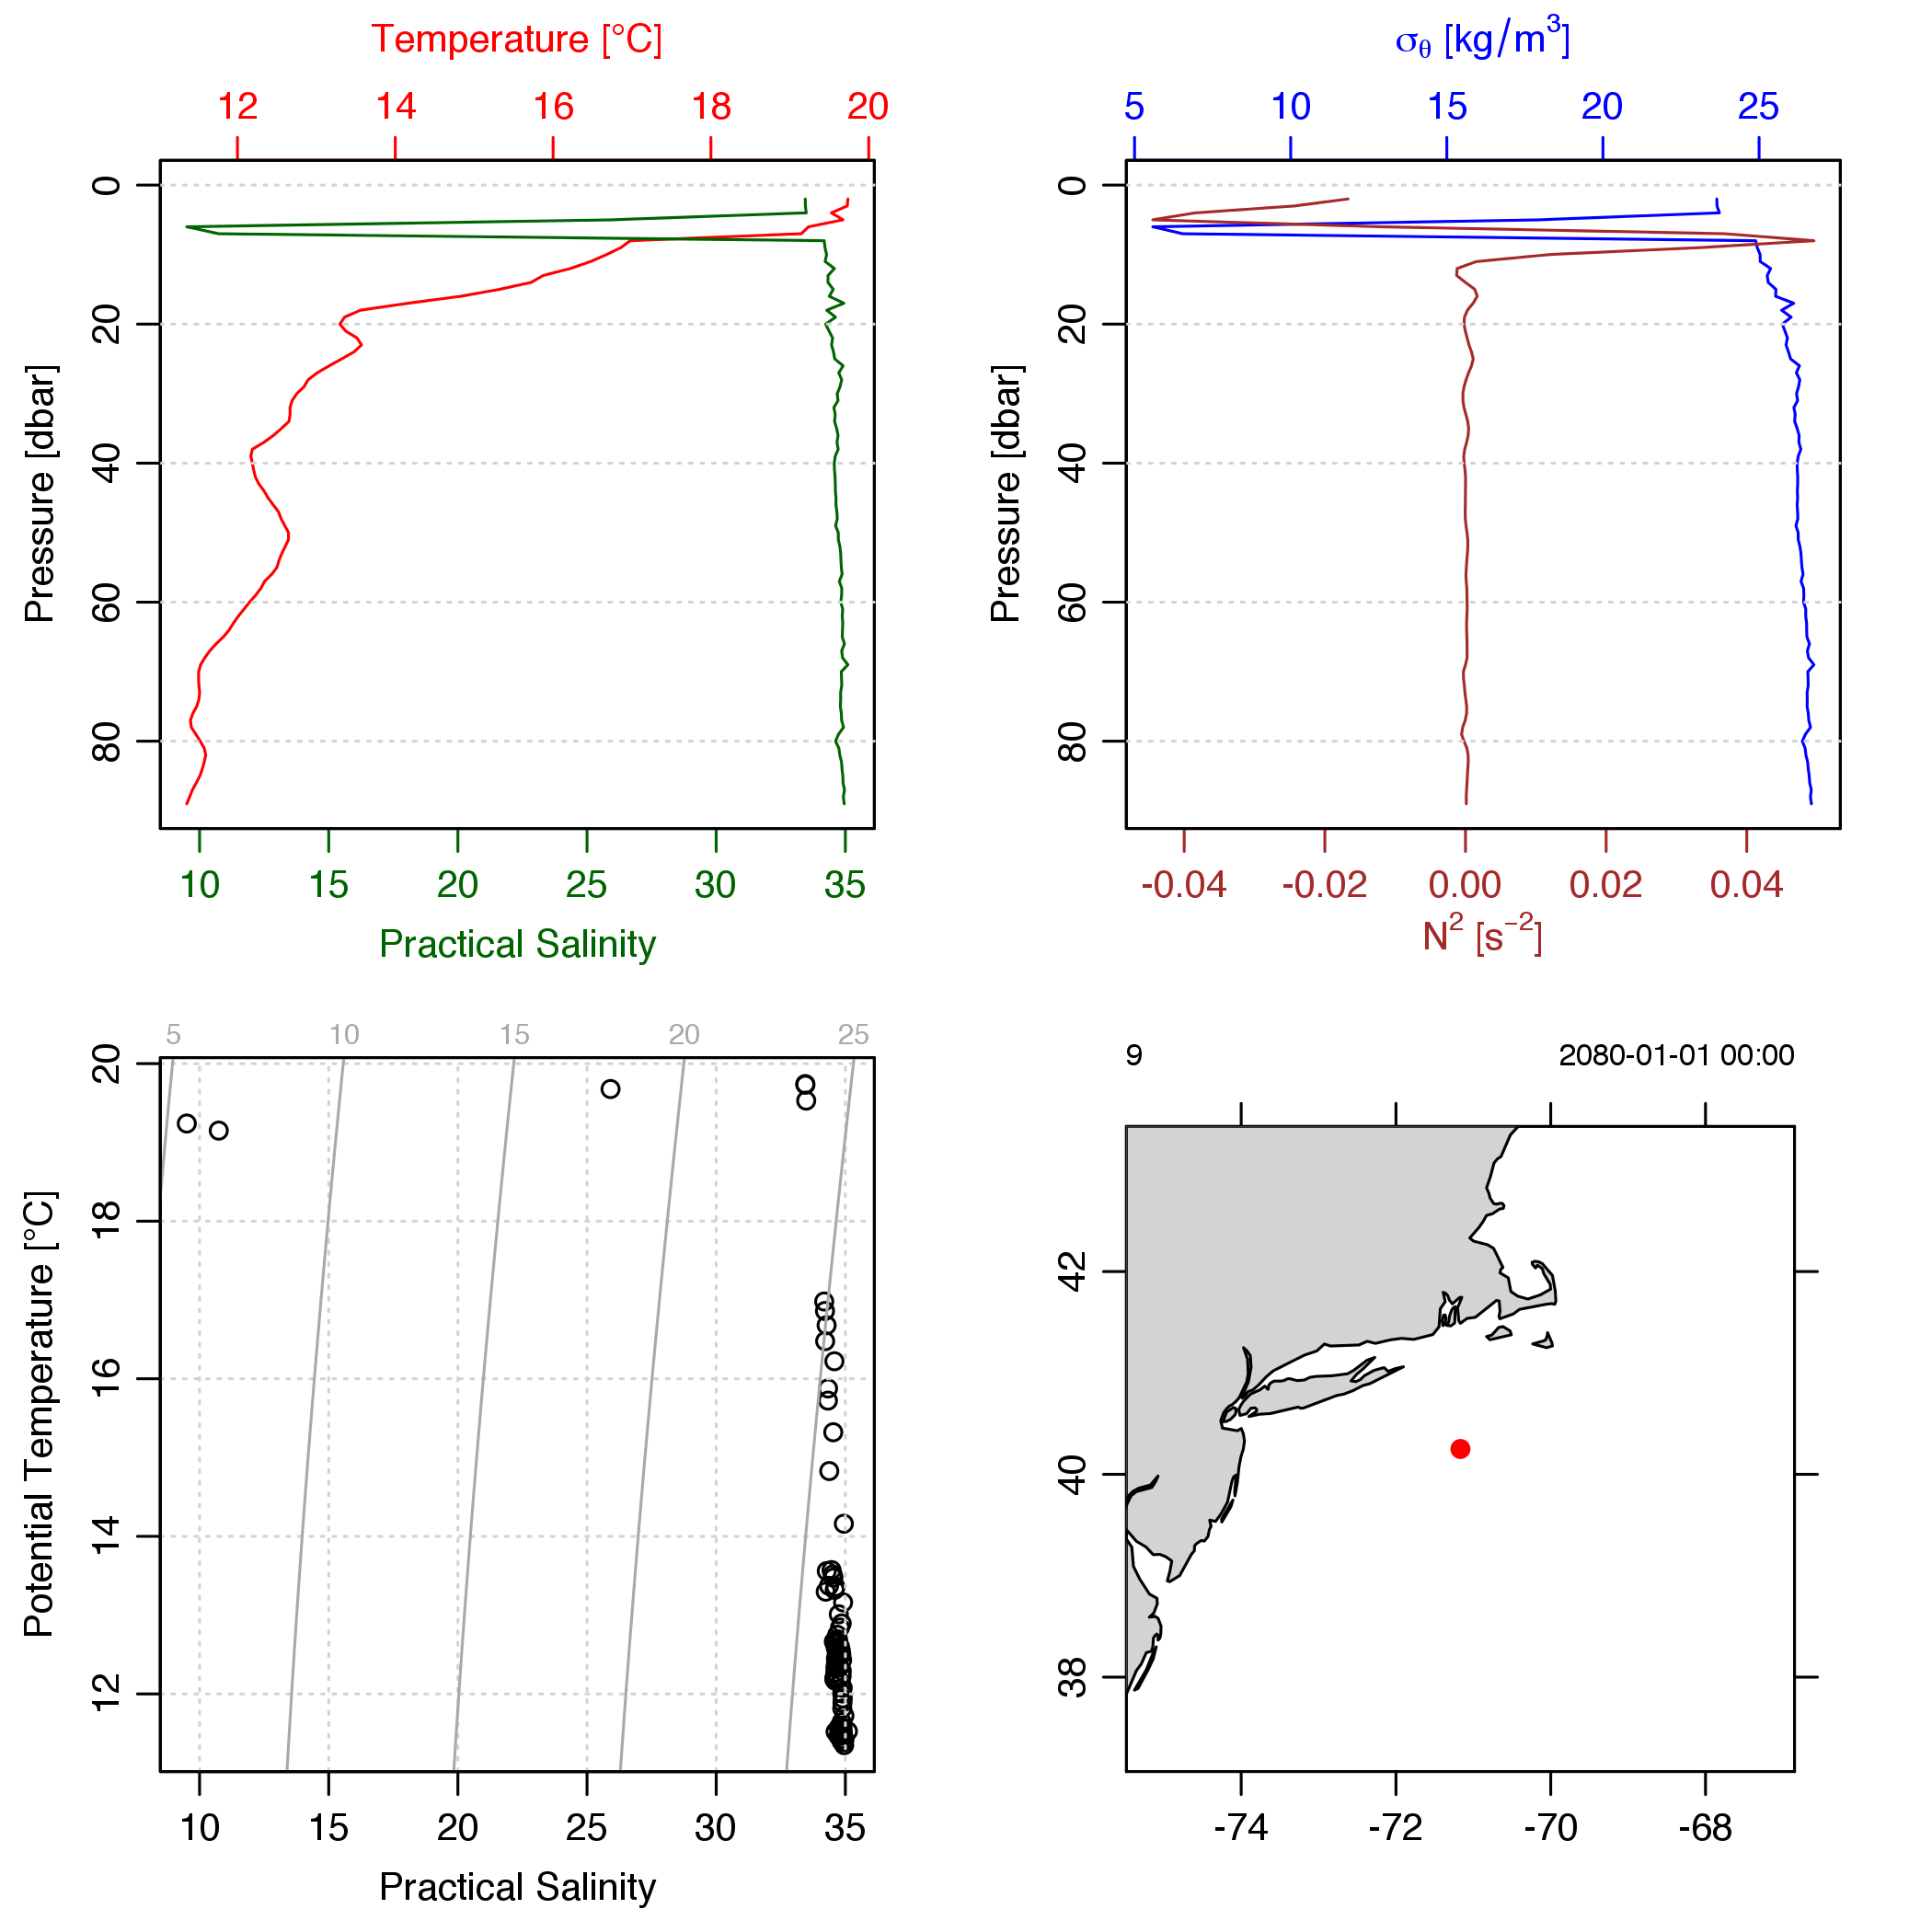 Temperature [°C]
12 14 16 18 20
0
20
40
60
80
Pressure [dbar]
10 15 20 25 30 35
Practical Salinity
σθ [kg/m³]
5 10 15 20 25
0
20
40
60
80
Pressure [dbar]
-0.04 -0.02 0.00 0.02 0.04
N² [s⁻²]
5 10 15 20 25
20
18
16
14
12
Potential Temperature [°C]
10 15 20 25 30 35
Practical Salinity
9 2080-01-01 00:00
42
40
38
-74 -72 -70 -68